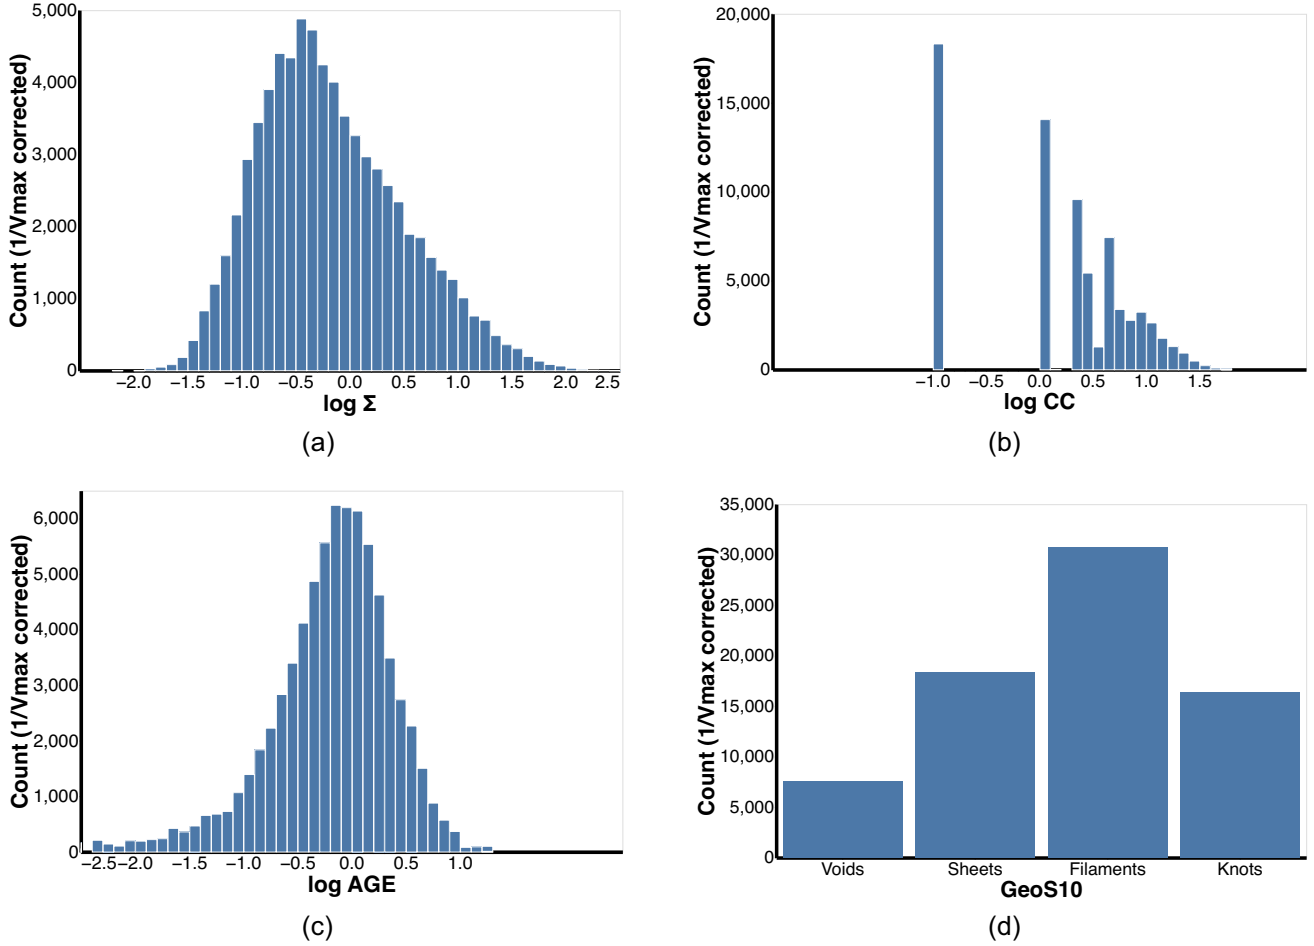 5,000
4,000
3,000
2,000
1,000
0
Count (1/Vmax corrected)
−2.0 −1.5 −1.0 −0.5 0.0 0.5 1.0 1.5 2.0 2.5
log Σ
(a)
20,000
15,000
10,000
5,000
0
Count (1/Vmax corrected)
−1.0 −0.5 0.0 0.5 1.0 1.5
log CC
(b)
6,000
5,000
4,000
3,000
2,000
1,000
0
Count (1/Vmax corrected)
−2.5 −2.0 −1.5 −1.0 −0.5 0.0 0.5 1.0
log AGE
(c)
35,000
30,000
25,000
20,000
15,000
10,000
5,000
0
Count (1/Vmax corrected)
Voids Sheets Filaments Knots
GeoS10
(d)